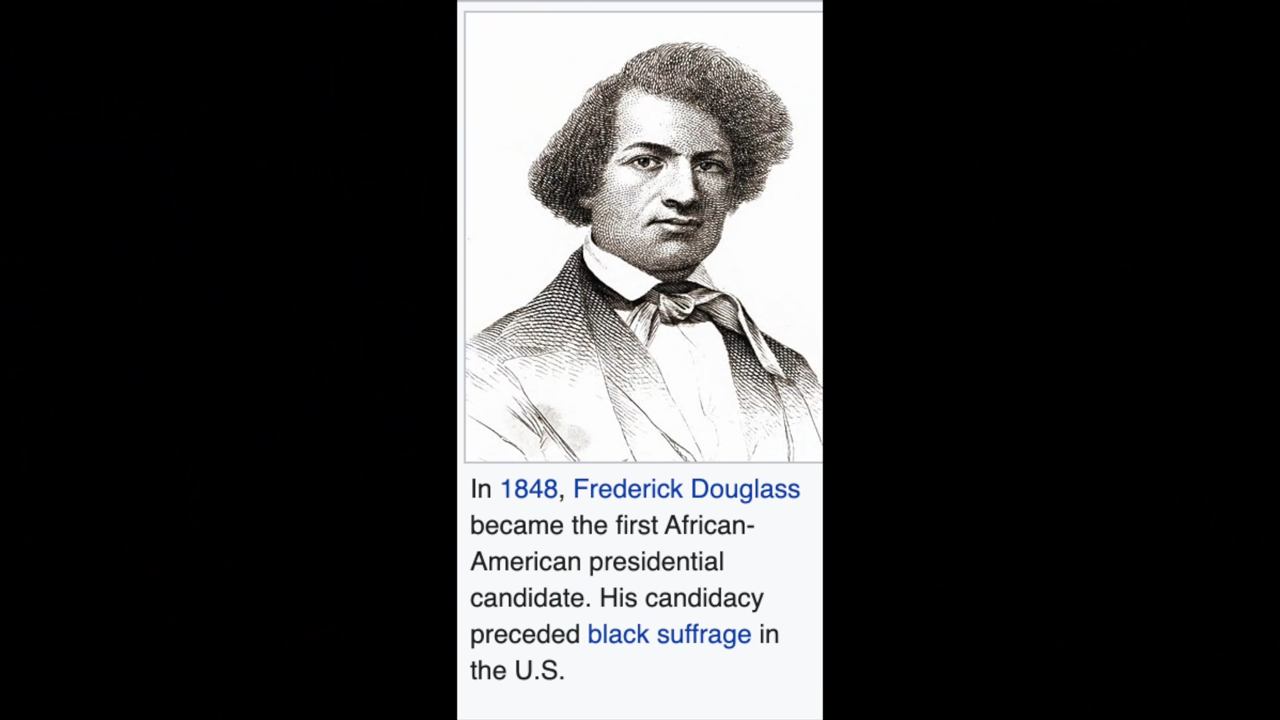 In 1848, Frederick Douglass
became the first African-
American presidential
candidate. His candidacy
preceded black suffrage in
the U.S.